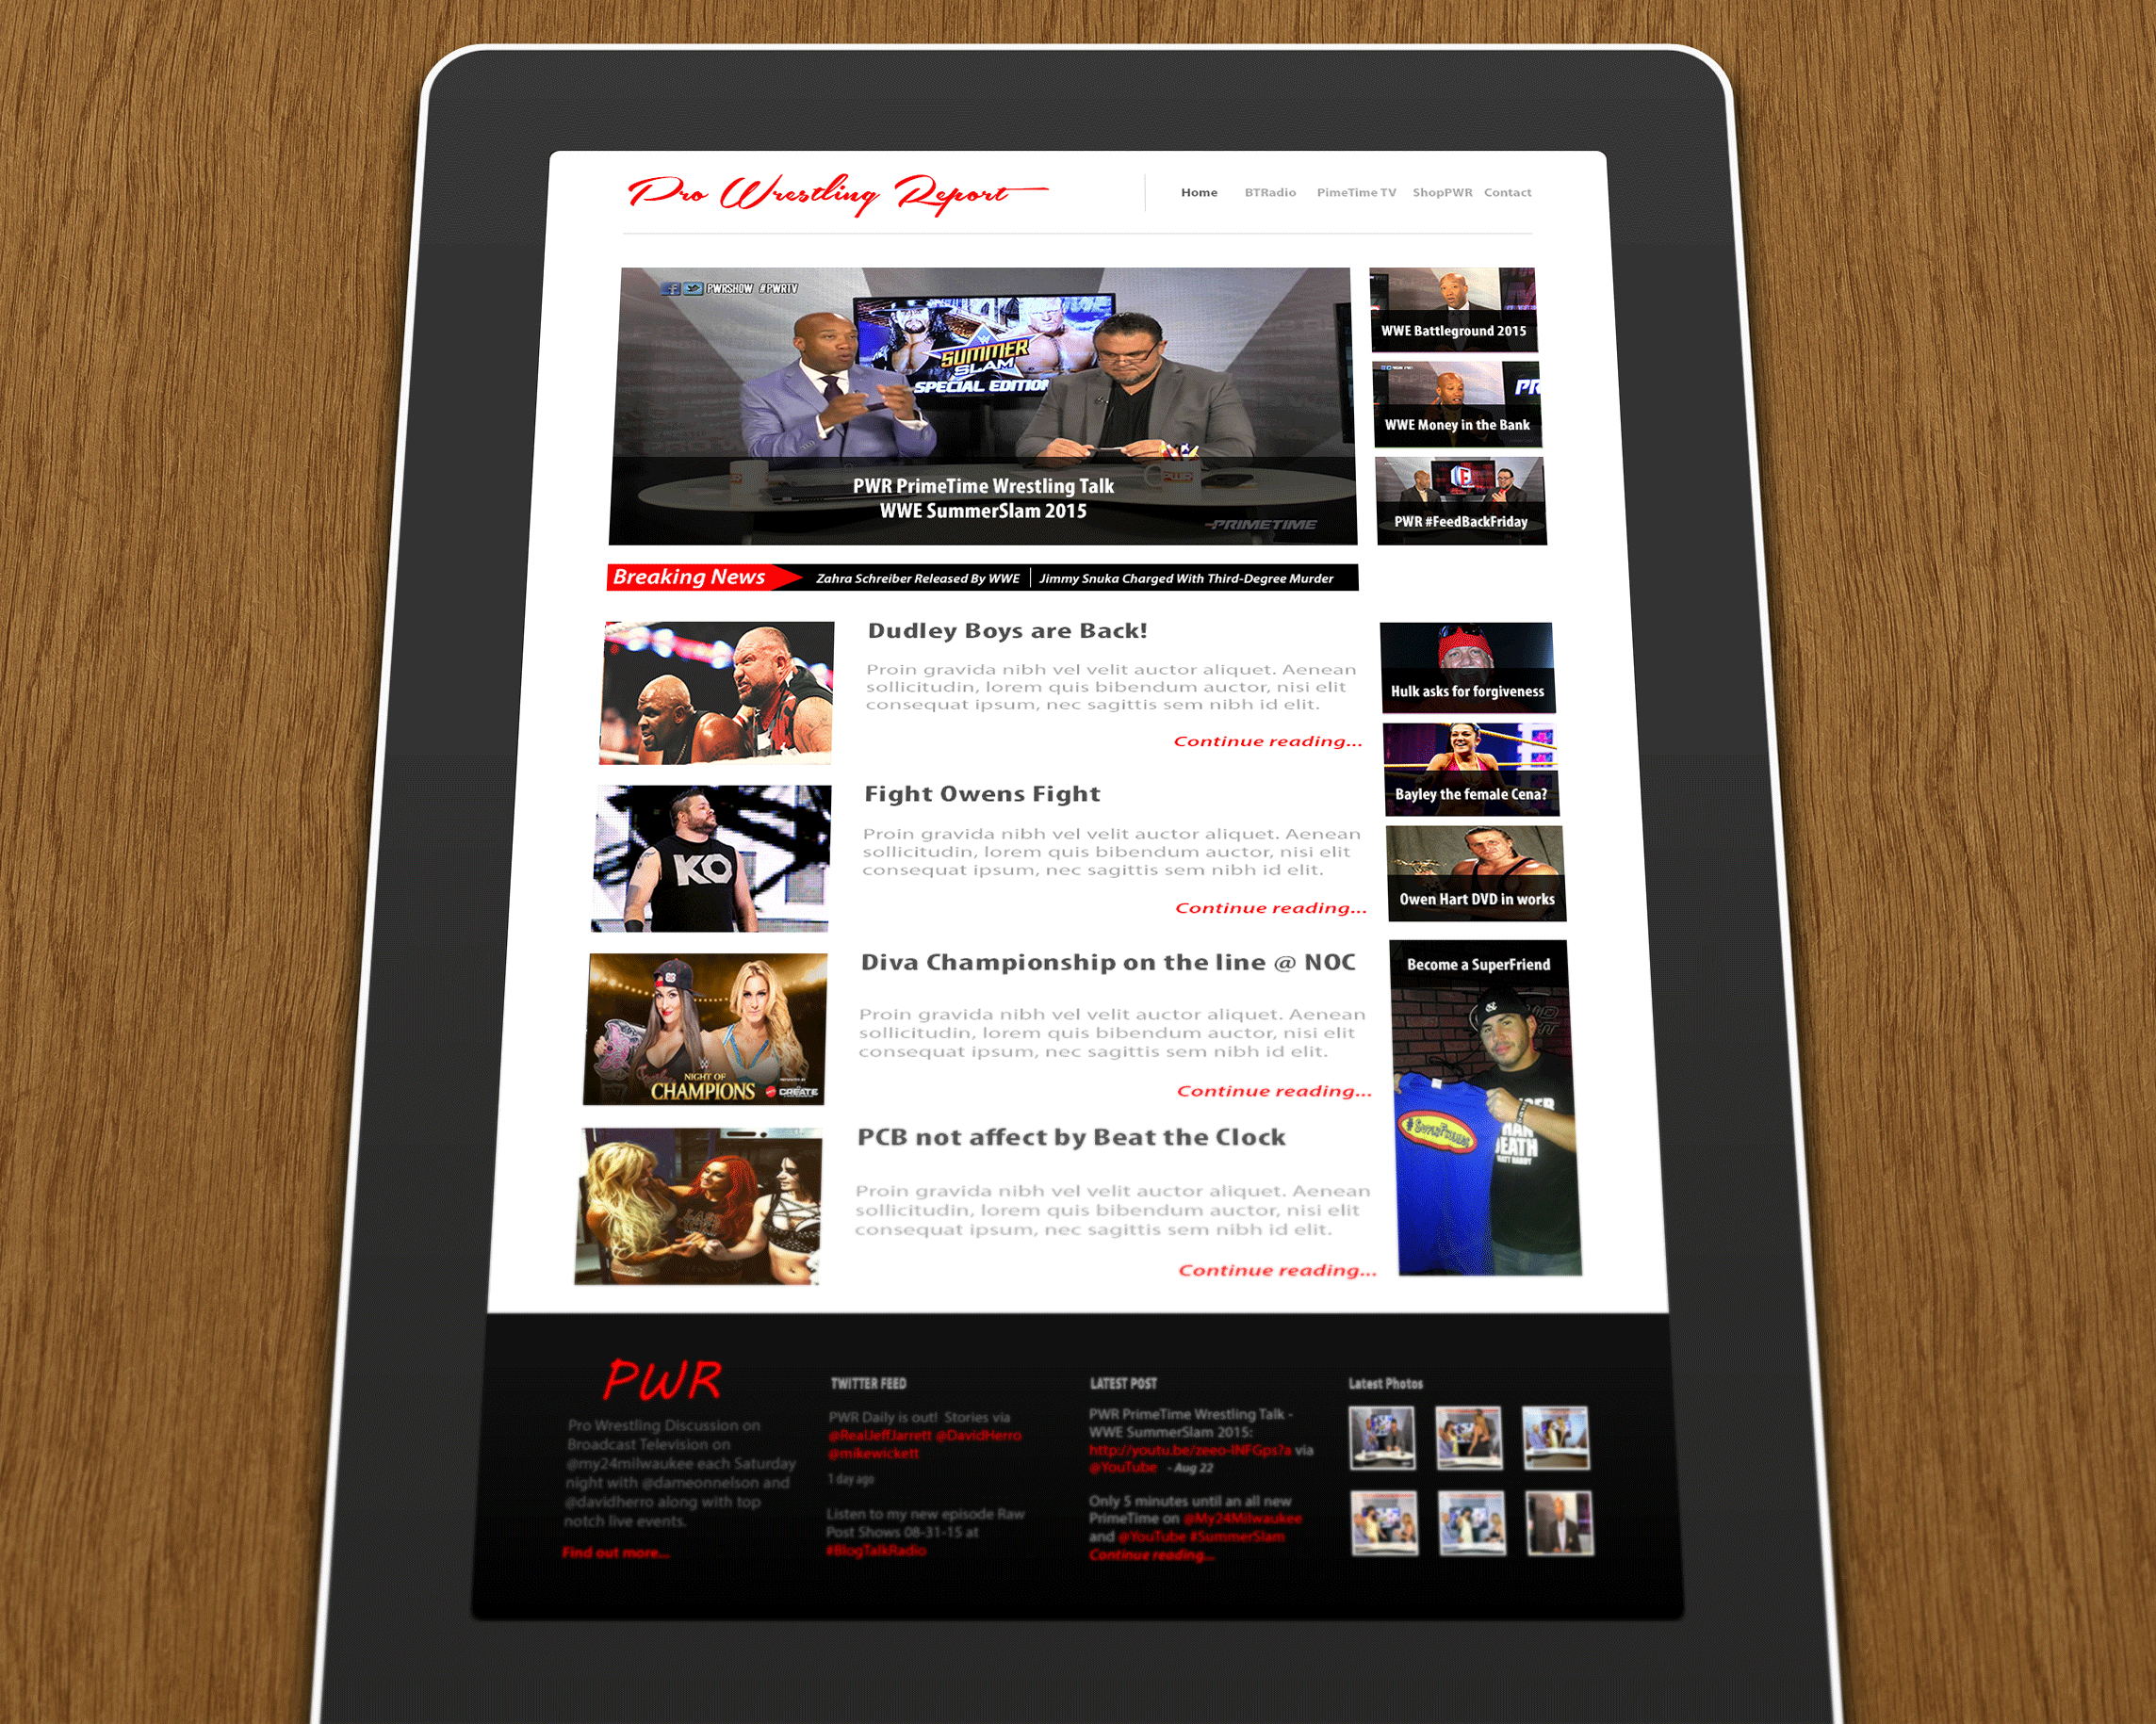 Pro Wrestling Report
Home BTRadio PimeTime TV ShopPWR Contact
PWRSHOW #PWRTV
SUMMER
SLAM
SPECIAL EDITION
PWR PrimeTime Wrestling Talk
WWE SummerSlam 2015
PRIMETIME
WWE Battleground 2015
WWE Money in the Bank
PWR #FeedBackFriday
Breaking News
Zahra Schreiber Released By WWE
Jimmy Snuka Charged With Third-Degree Murder
Dudley Boys are Back!
Proin gravida nibh vel velit auctor aliquet. Aenean
sollicitudin, lorem quis bibendum auctor, nisi elit
consequat ipsum, nec sagittis sem nibh id elit.
Continue reading...
KO
Fight Owens Fight
Proin gravida nibh vel velit auctor aliquet. Aenean
sollicitudin, lorem quis bibendum auctor, nisi elit
consequat ipsum, nec sagittis sem nibh id elit.
Continue reading...
NIGHT OF
CHAMPIONS
CREATE
Diva Championship on the line @ NOC
Proin gravida nibh vel velit auctor aliquet. Aenean
sollicitudin, lorem quis bibendum auctor, nisi elit
consequat ipsum, nec sagittis sem nibh id elit.
Continue reading...
PCB not affect by Beat the Clock
Proin gravida nibh vel velit auctor aliquet. Aenean
sollicitudin, lorem quis bibendum auctor, nisi elit
consequat ipsum, nec sagittis sem nibh id elit.
Continue reading...
Hulk asks for forgiveness
Bayley the female Cena?
Owen Hart DVD in works
Become a SuperFriend
DEATH
PWR
Pro Wrestling Discussion on
Broadcast Television on
@my24milwaukee each Saturday
night with @dameonnelson and
@davidherro along with top
notch live events.
Find out more...
TWITTER FEED
PWR Daily is out! Stories via
@RealJeffJarrett @DavidHerro
@mikewickett
1 day ago
Listen to my new episode Raw
Post Shows 08-31-15 at
#BlogTalkRadio
LATEST POST
PWR PrimeTime Wrestling Talk -
WWE SummerSlam 2015:
http://youtu.be/zeeo-INFGps?a via
@YouTube - Aug 22
Only 5 minutes until an all new
PrimeTime on @My24Milwaukee
and @YouTube #SummerSlam
Continue reading...
Latest Photos